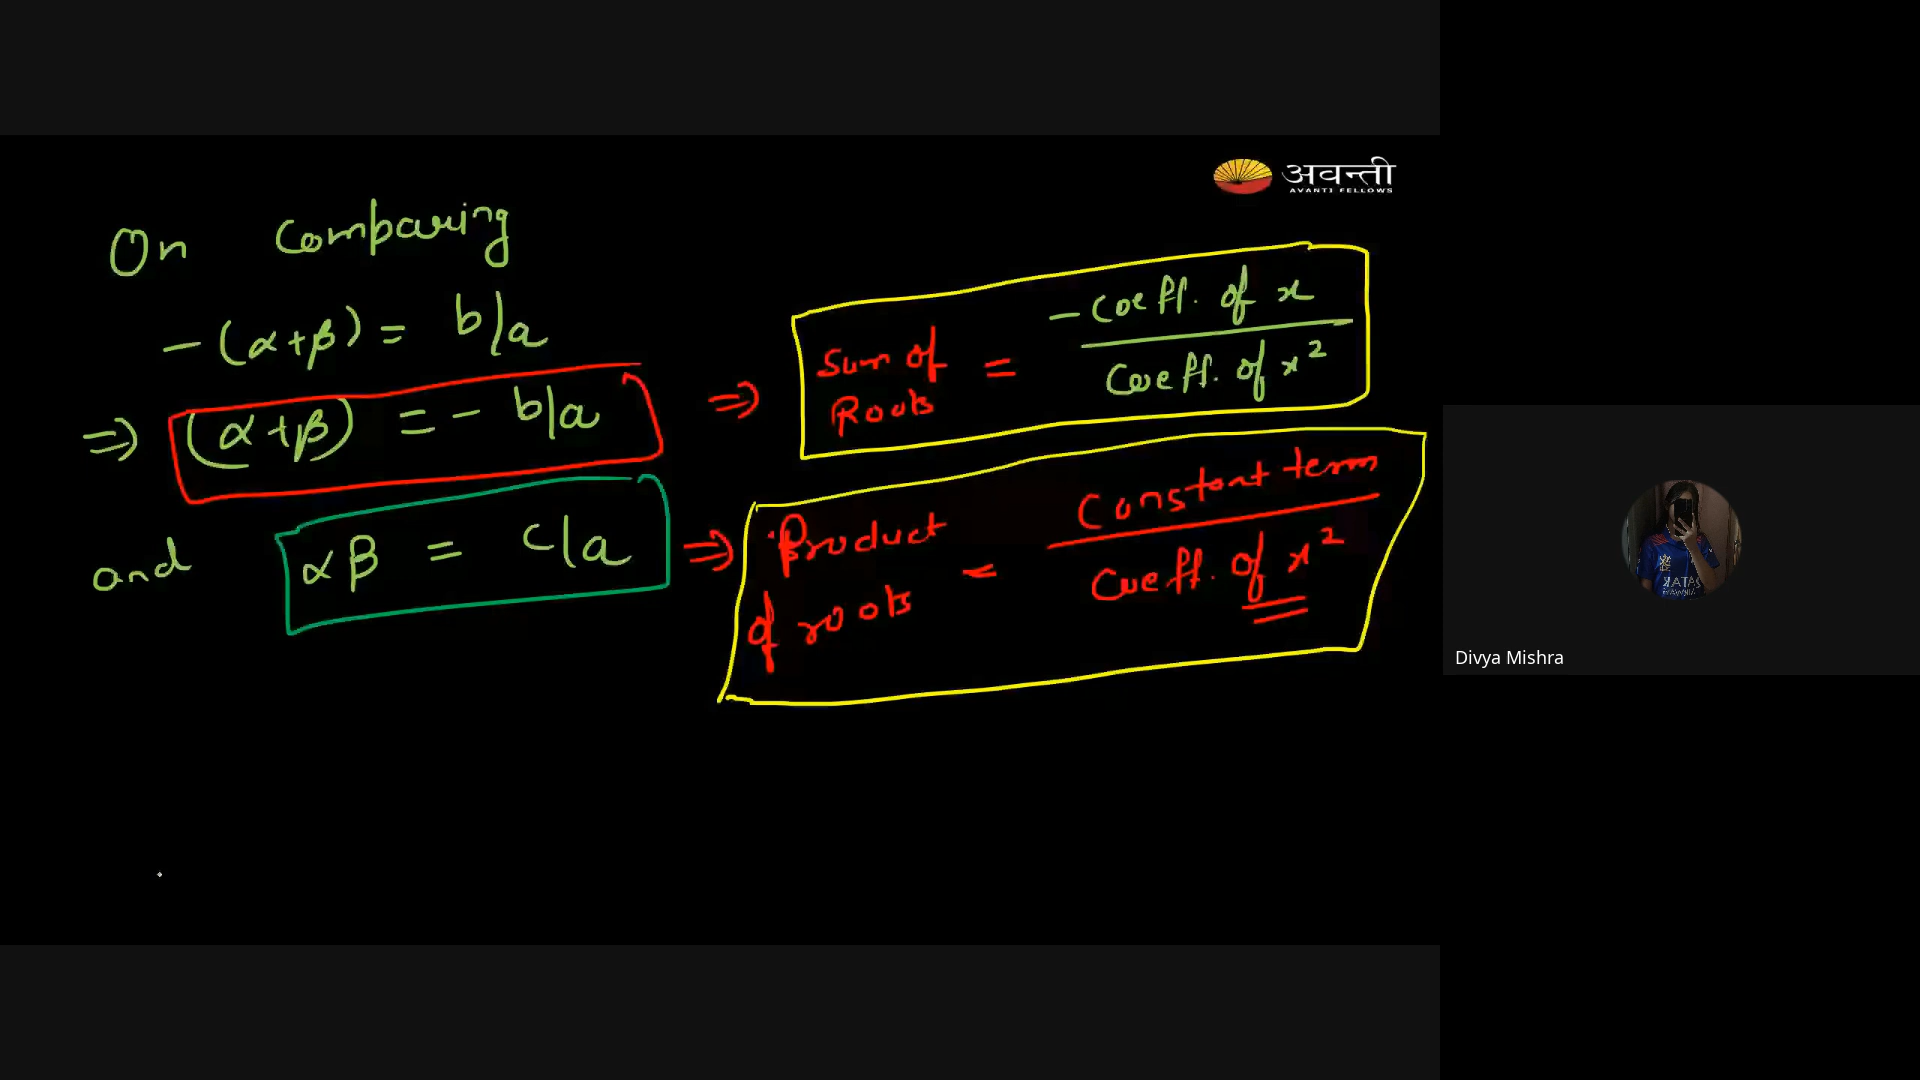 अवन्ती
AVANTI FELLOWS
On Comparing
-(α+β) = b/a
⇒ (α+β) = - b/a
and αβ = c/a
⇒ Sum of Roots = -Coeff. of x / Coeff. of x²
⇒ Product of roots = Constant term / Coeff. of x²
Divya Mishra